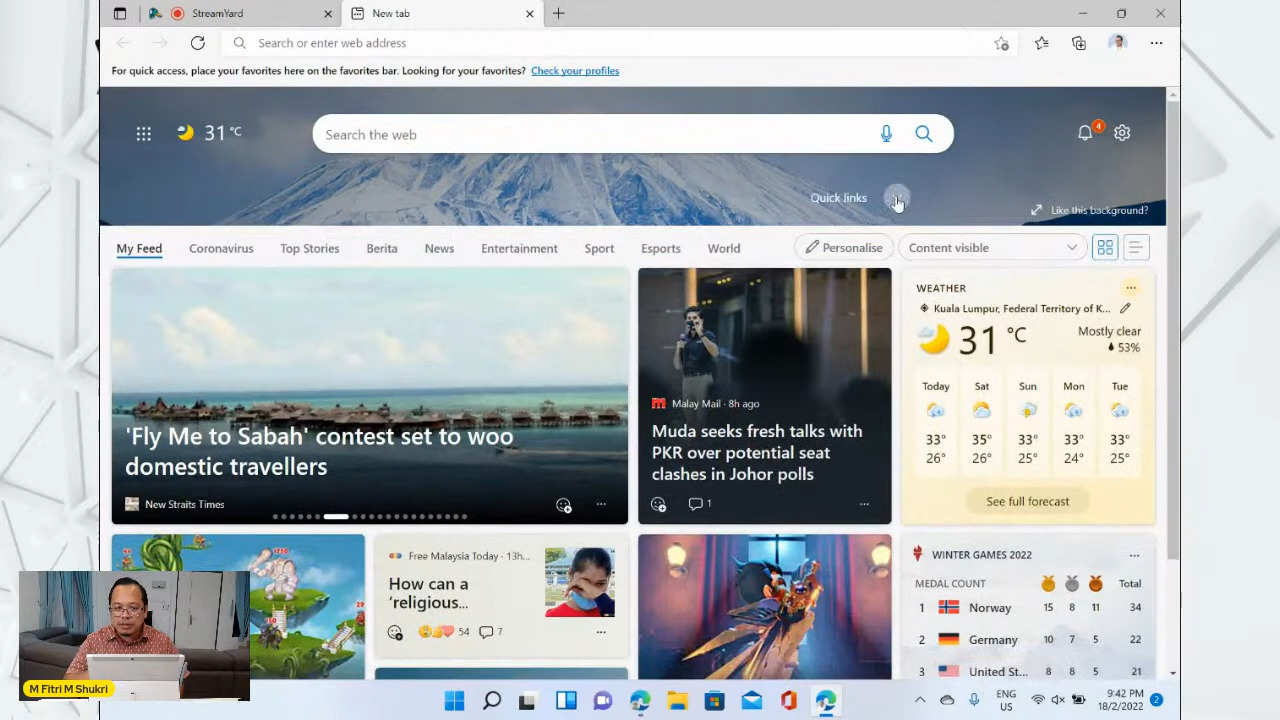 StreamYard
New tab
Search or enter web address
For quick access, place your favorites here on the favorites bar. Looking for your favorites? Check your profiles
31 °C
Search the web
4
Quick links
Like this background?
My Feed
Coronavirus
Top Stories
Berita
News
Entertainment
Sport
Esports
World
Personalise
Content visible
'Fly Me to Sabah' contest set to woo
domestic travellers
New Straits Times
Malay Mail · 8h ago
Muda seeks fresh talks with
PKR over potential seat
clashes in Johor polls
1
WEATHER
Kuala Lumpur, Federal Territory of K...
31 °C
Mostly clear
53%
Today Sat Sun Mon Tue
33° 35° 33° 33° 33°
26° 26° 25° 24° 25°
See full forecast
Free Malaysia Today · 13h...
How can a
‘religious...
54
7
WINTER GAMES 2022
MEDAL COUNT Total
1 Norway 15 8 11 34
2 Germany 10 7 5 22
3 United St... 8 8 5 21
M Fitri M Shukri
ENG
US
9:42 PM
18/2/2022
2